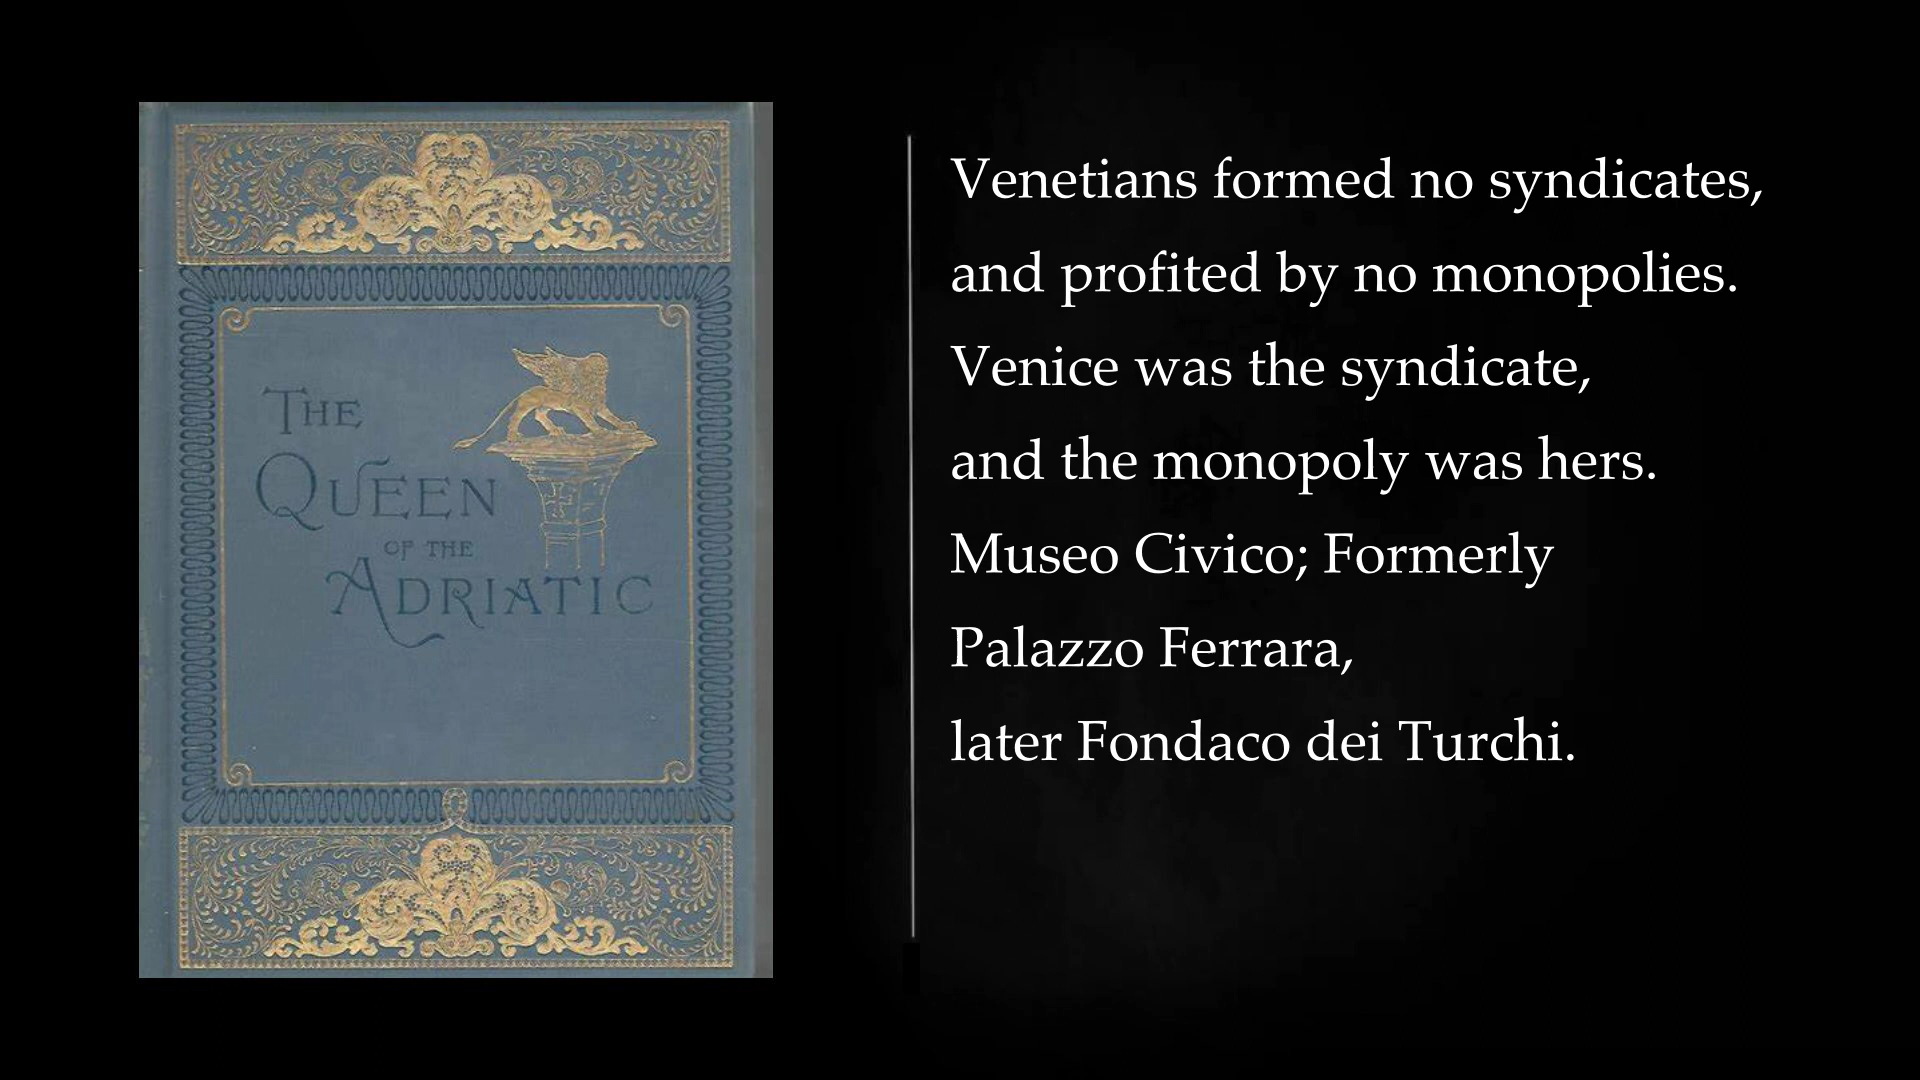 THE
QUEEN
OF THE
ADRIATIC
Venetians formed no syndicates,
and profited by no monopolies.
Venice was the syndicate,
and the monopoly was hers.
Museo Civico; Formerly
Palazzo Ferrara,
later Fondaco dei Turchi.